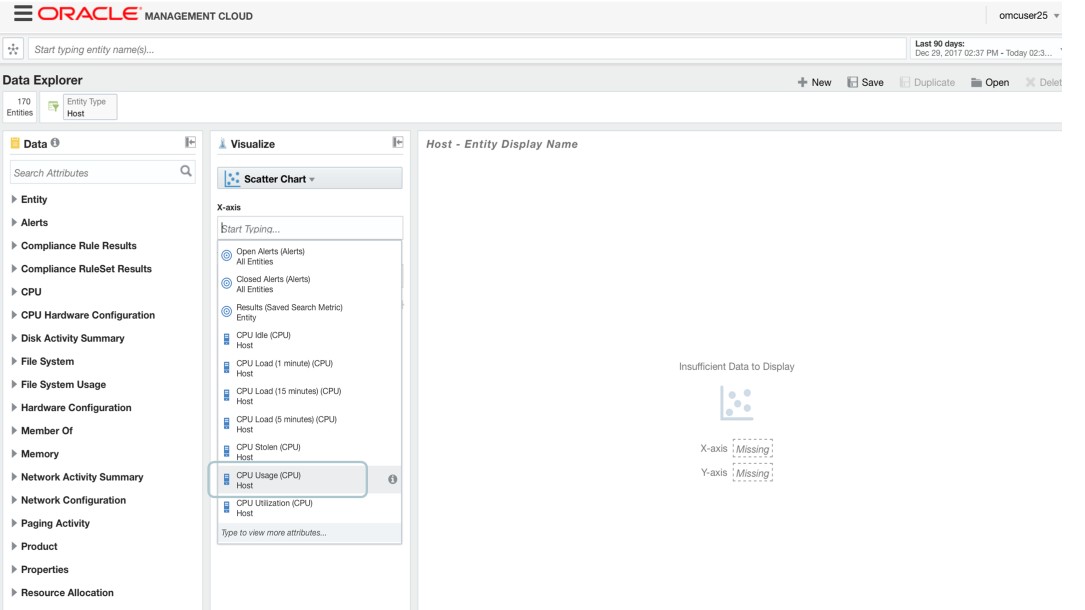 ORACLE MANAGEMENT CLOUD
omcuser25
Start typing entity name(s)...
Last 90 days:
Dec 29, 2017 02:37 PM - Today 02:3...
Data Explorer
New
Save
Duplicate
Open
Delet
170
Entities
Entity Type
Host
Data
Search Attributes
Entity
Alerts
Compliance Rule Results
Compliance RuleSet Results
CPU
CPU Hardware Configuration
Disk Activity Summary
File System
File System Usage
Hardware Configuration
Member Of
Memory
Network Activity Summary
Network Configuration
Paging Activity
Product
Properties
Resource Allocation
Visualize
Scatter Chart
X-axis
Start Typing...
Open Alerts (Alerts)
All Entities
Closed Alerts (Alerts)
All Entities
Results (Saved Search Metric)
Entity
CPU Idle (CPU)
Host
CPU Load (1 minute) (CPU)
Host
CPU Load (15 minutes) (CPU)
Host
CPU Load (5 minutes) (CPU)
Host
CPU Stolen (CPU)
Host
CPU Usage (CPU)
Host
CPU Utilization (CPU)
Host
Type to view more attributes...
Host - Entity Display Name
Insufficient Data to Display
X-axis Missing
Y-axis Missing